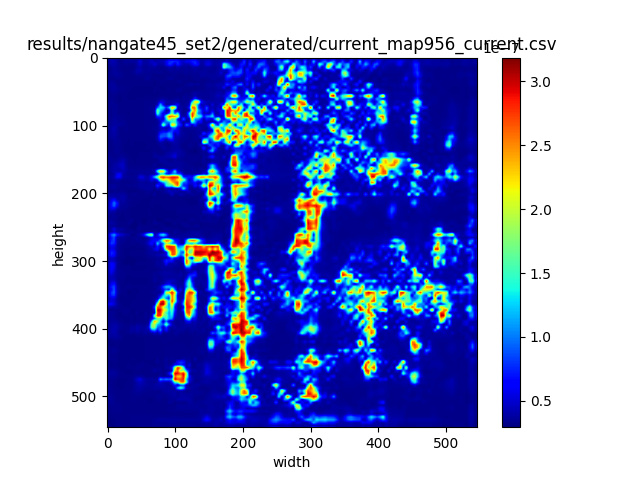 results/nangate45_set2/generated/current_map956_current.csv
1e−7
0
100
200
300
400
500
height
0 100 200 300 400 500
width
3.0
2.5
2.0
1.5
1.0
0.5